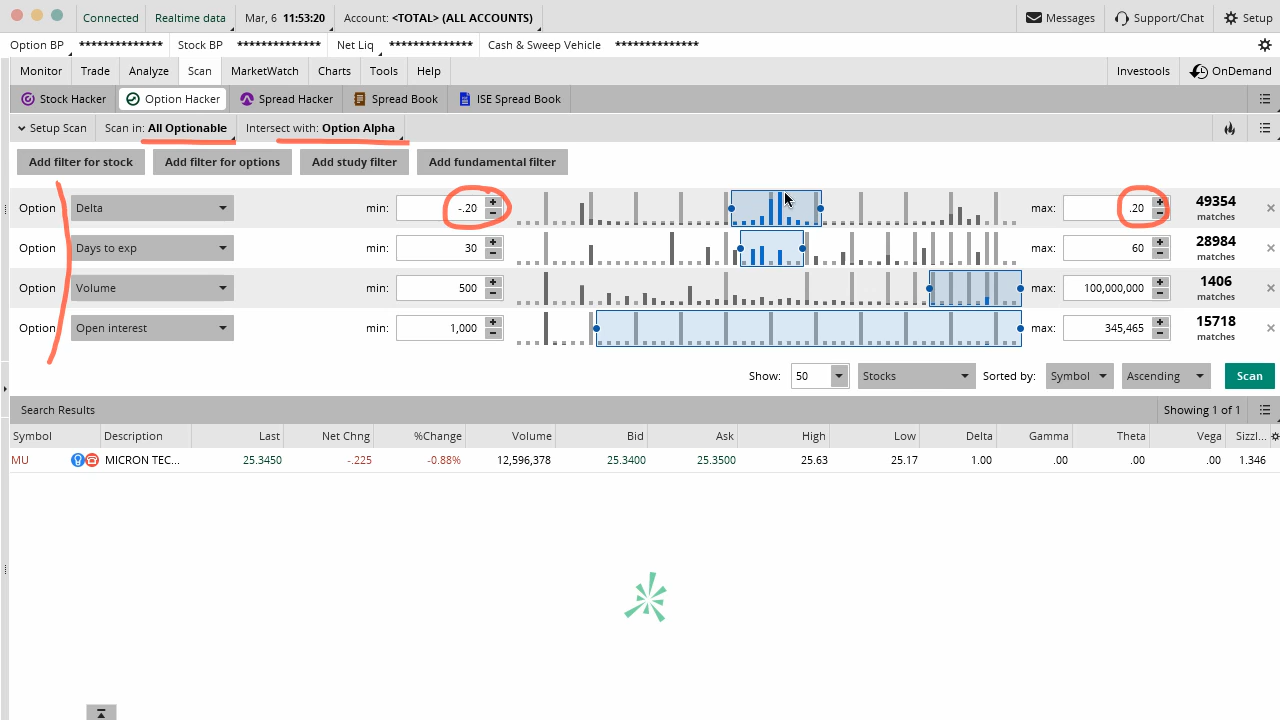 Connected Realtime data Mar, 6 11:53:20 Account: <TOTAL> (ALL ACCOUNTS) Messages Support/Chat Setup
Option BP ************** Stock BP ************** Net Liq ************** Cash & Sweep Vehicle **************
Monitor Trade Analyze Scan MarketWatch Charts Tools Help Investools OnDemand
Stock Hacker Option Hacker Spread Hacker Spread Book ISE Spread Book
Setup Scan Scan in: All Optionable Intersect with: Option Alpha
Add filter for stock Add filter for options Add study filter Add fundamental filter
Option Delta min: -.20 max: .20 49354 matches
Option Days to exp min: 30 max: 60 28984 matches
Option Volume min: 500 max: 100,000,000 1406 matches
Option Open interest min: 1,000 max: 345,465 15718 matches
Show: 50 Stocks Sorted by: Symbol Ascending Scan
Search Results Showing 1 of 1
Symbol Description Last Net Chng %Change Volume Bid Ask High Low Delta Gamma Theta Vega Sizzl...
MU MICRON TEC... 25.3450 -.225 -0.88% 12,596,378 25.3400 25.3500 25.63 25.17 1.00 .00 .00 .00 1.346